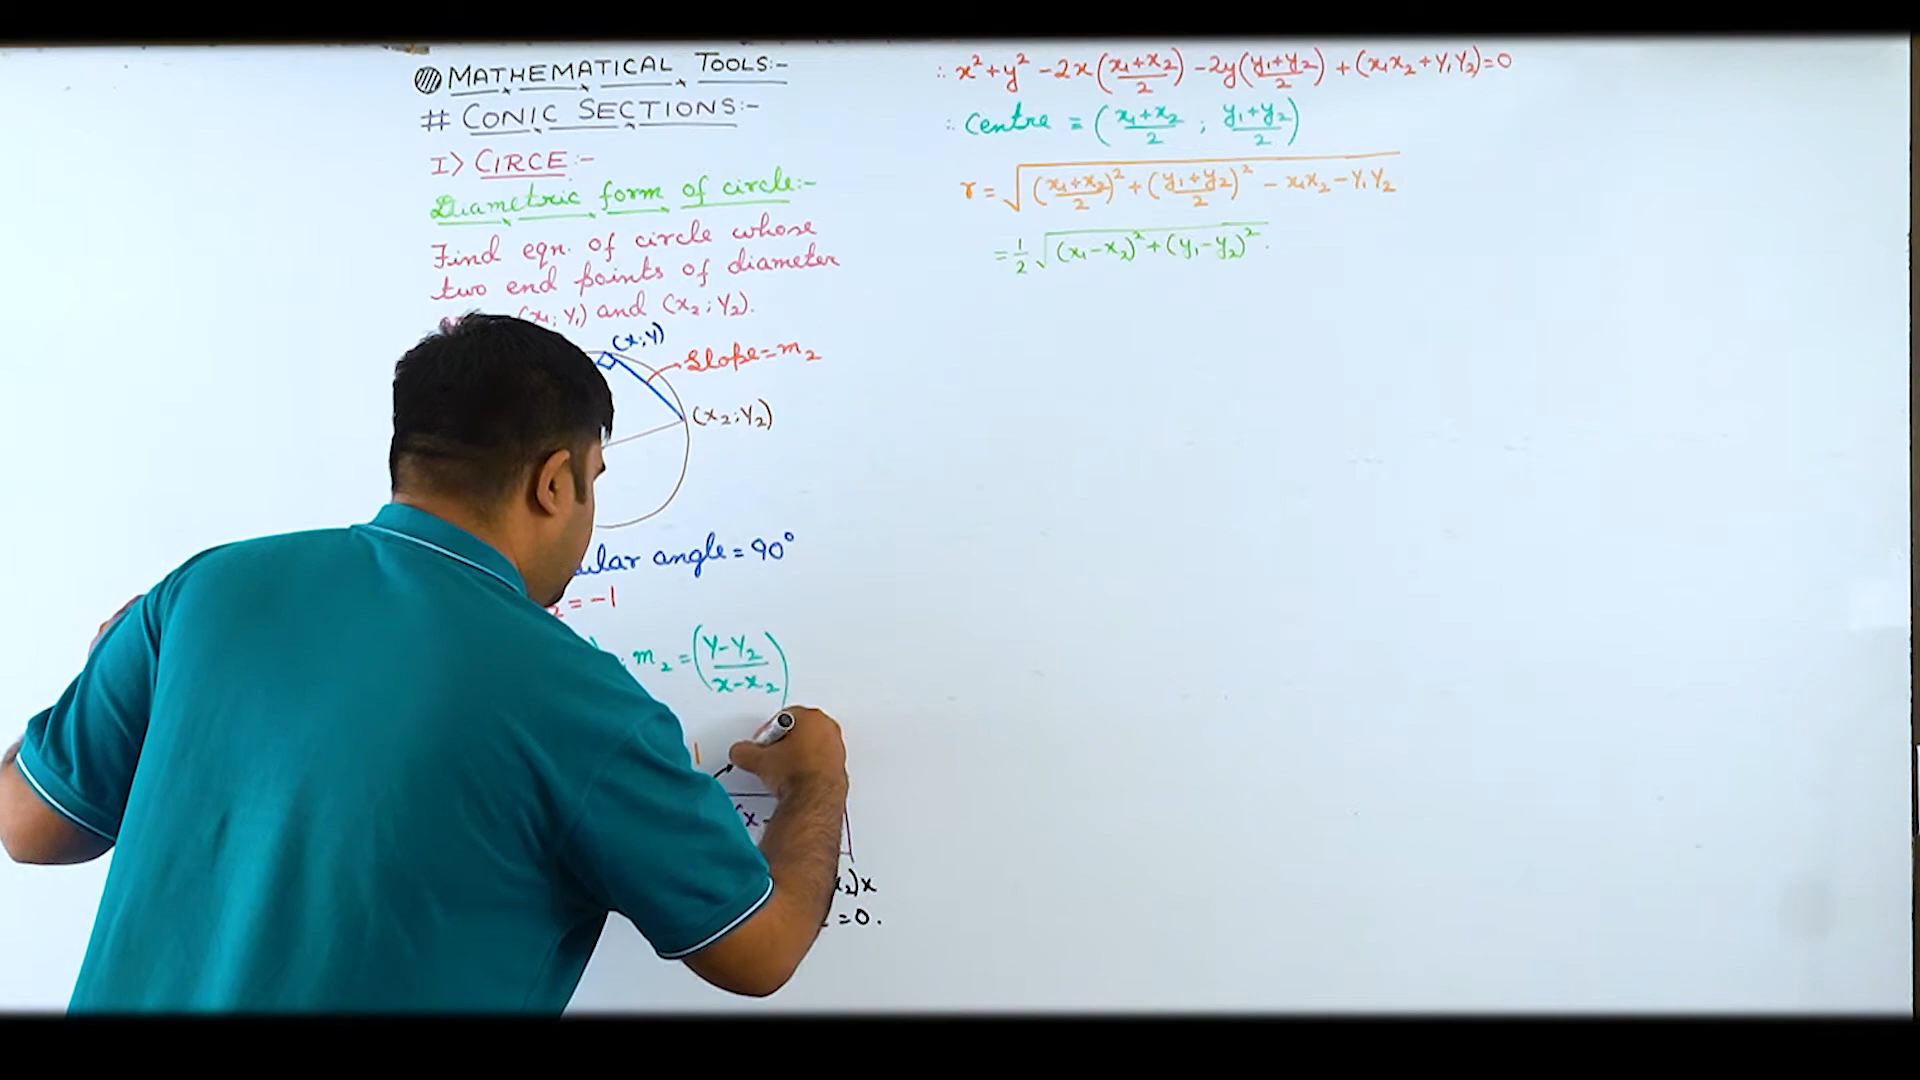 MATHEMATICAL TOOLS:-
# CONIC SECTIONS:-
I> CIRCE:-
Diametric form of circle:-
Find eqn. of circle whose
two end points of diameter
(x₁; y₁) and (x₂; y₂).
(x; y)
Slope = m₂
(x₂; y₂)
angle = 90°
= -1
m₂ = ((y-y₂)/(x-x₂))
1
(x-
x₂)x
=0.
∴ x² + y² - 2x((x₁+x₂)/2) - 2y((y₁+y₂)/2) + (x₁x₂ + y₁y₂) = 0
∴ Centre = ((x₁+x₂)/2 ; (y₁+y₂)/2)
r = √(((x₁+x₂)/2)² + ((y₁+y₂)/2)² - x₁x₂ - y₁y₂)
= 1/2 √((x₁-x₂)² + (y₁-y₂)²).